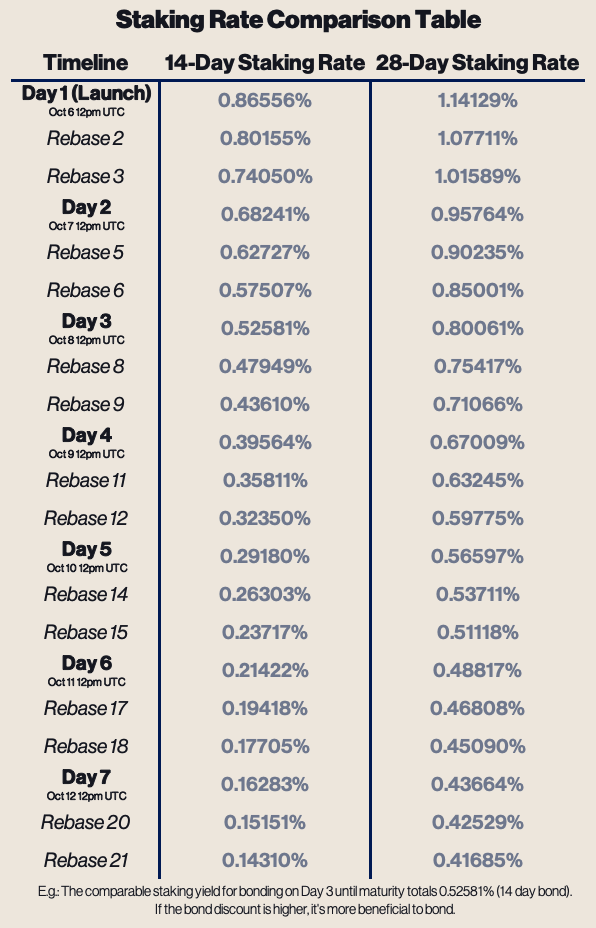 Staking Rate Comparison Table
Timeline 14-Day Staking Rate 28-Day Staking Rate
Day 1 (Launch) 0.86556% 1.14129%
Oct 6 12pm UTC
Rebase 2 0.80155% 1.07711%
Rebase 3 0.74050% 1.01589%
Day 2 0.68241% 0.95764%
Oct 7 12pm UTC
Rebase 5 0.62727% 0.90235%
Rebase 6 0.57507% 0.85001%
Day 3 0.52581% 0.80061%
Oct 8 12pm UTC
Rebase 8 0.47949% 0.75417%
Rebase 9 0.43610% 0.71066%
Day 4 0.39564% 0.67009%
Oct 9 12pm UTC
Rebase 11 0.35811% 0.63245%
Rebase 12 0.32350% 0.59775%
Day 5 0.29180% 0.56597%
Oct 10 12pm UTC
Rebase 14 0.26303% 0.53711%
Rebase 15 0.23717% 0.51118%
Day 6 0.21422% 0.48817%
Oct 11 12pm UTC
Rebase 17 0.19418% 0.46808%
Rebase 18 0.17705% 0.45090%
Day 7 0.16283% 0.43664%
Oct 12 12pm UTC
Rebase 20 0.15151% 0.42529%
Rebase 21 0.14310% 0.41685%
E.g.: The comparable staking yield for bonding on Day 3 until maturity totals 0.52581% (14 day bond).
If the bond discount is higher, it's more beneficial to bond.